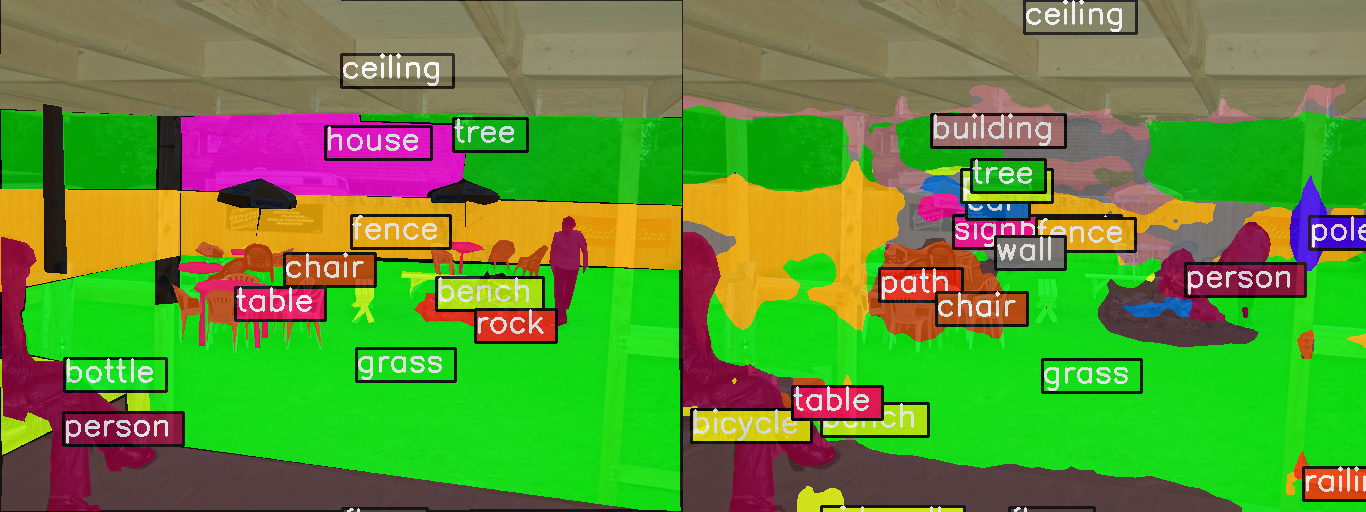 ceiling
house
tree
fence
chair
bench
table
rock
grass
bottle
person
ceiling
building
tree
fence
wall
pole
person
path
chair
grass
table
bicycle
bench